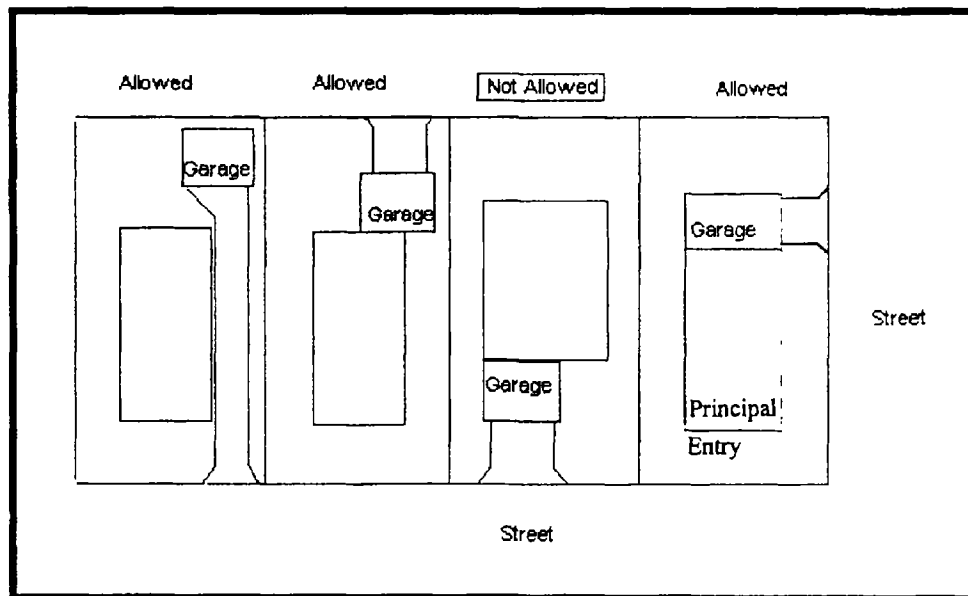 Allowed
Allowed
Not Allowed
Allowed
Garage
Garage
Garage
Garage
Street
Principal
Entry
Street